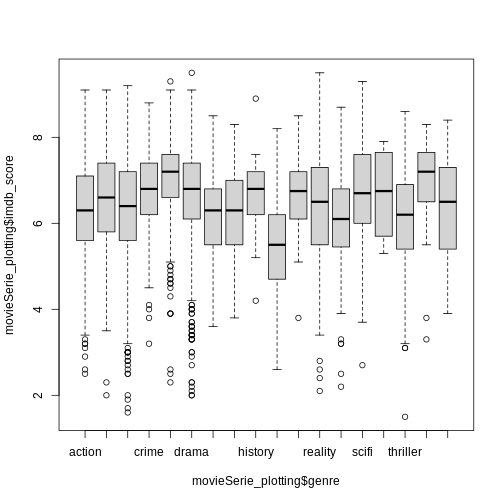 movieSerie_plotting$imdb_score
8
6
4
2
action crime drama history reality scifi thriller
movieSerie_plotting$genre